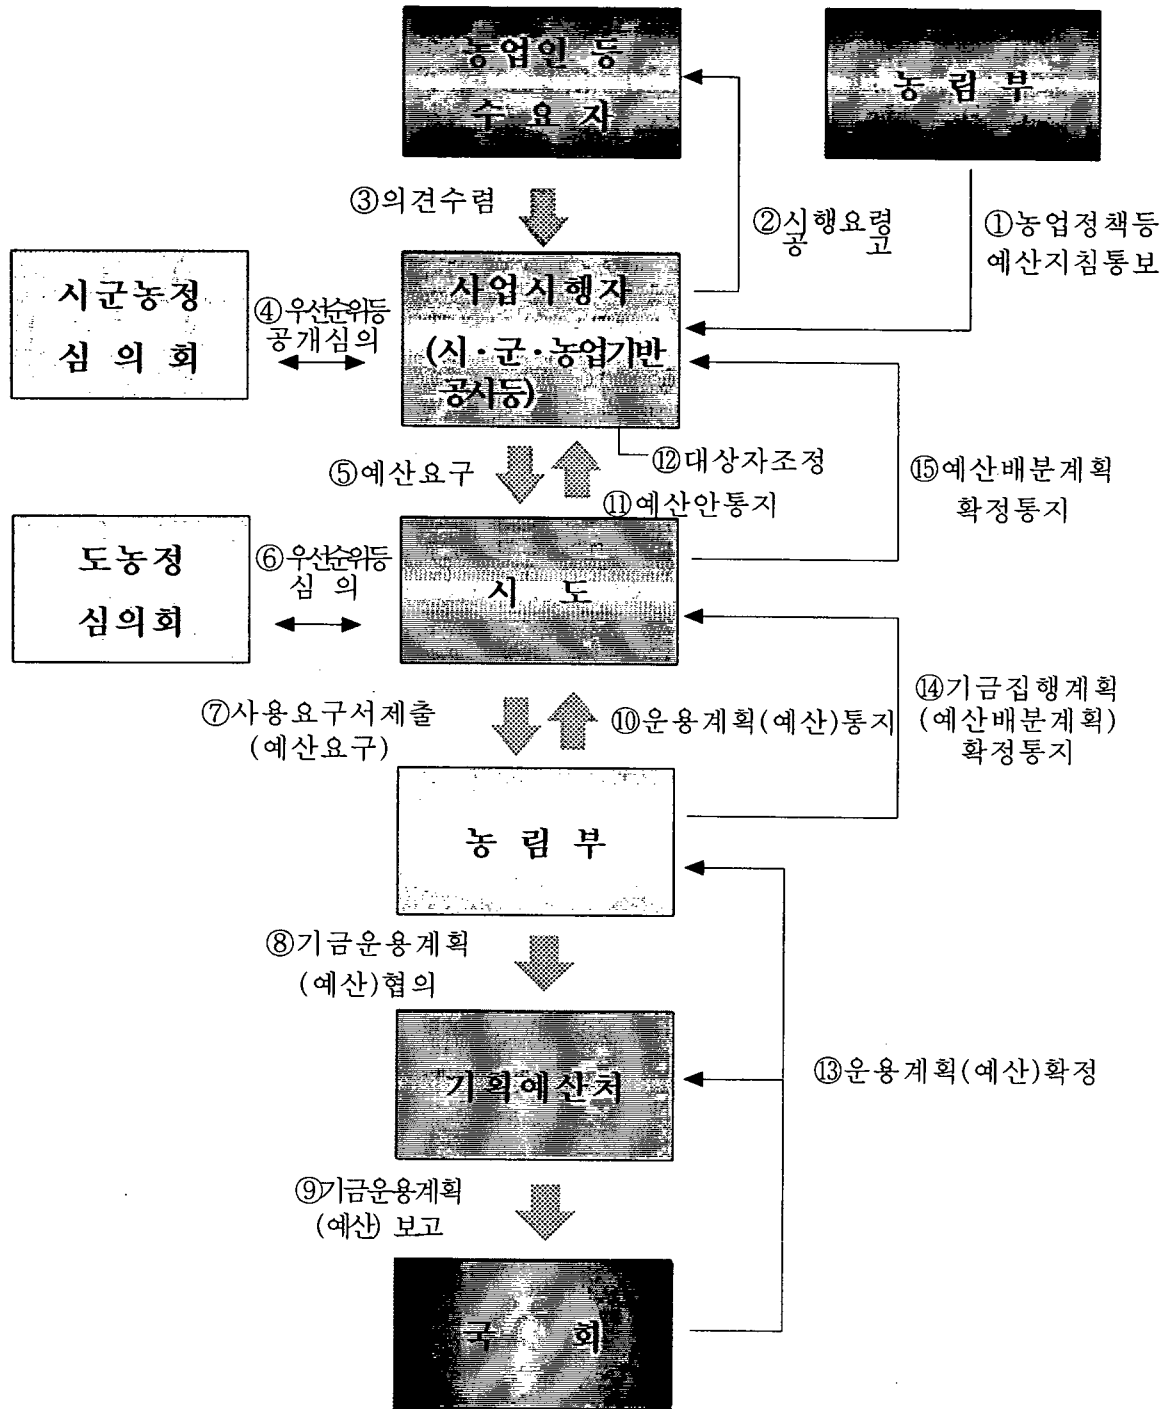 농업인 등
수 요 자
농 림 부
③의견수렴
②시행요령
공 고
①농업정책등
예산지침통보
시군농정
심 의 회
④우선순위등
공개심의
사업시행자
(시·군·농업기반
공사등)
⑤예산요구
⑫대상자조정
⑪예산안통지
⑮예산배분계획
확정통지
도농정
심의회
⑥우선순위등
심 의
시 도
⑦사용요구서제출
(예산요구)
⑩운용계획(예산)통지
⑭기금집행계획
(예산배분계획)
확정통지
농 림 부
⑧기금운용계획
(예산)협의
기획예산처
⑬운용계획(예산)확정
⑨기금운용계획
(예산) 보고
국 회